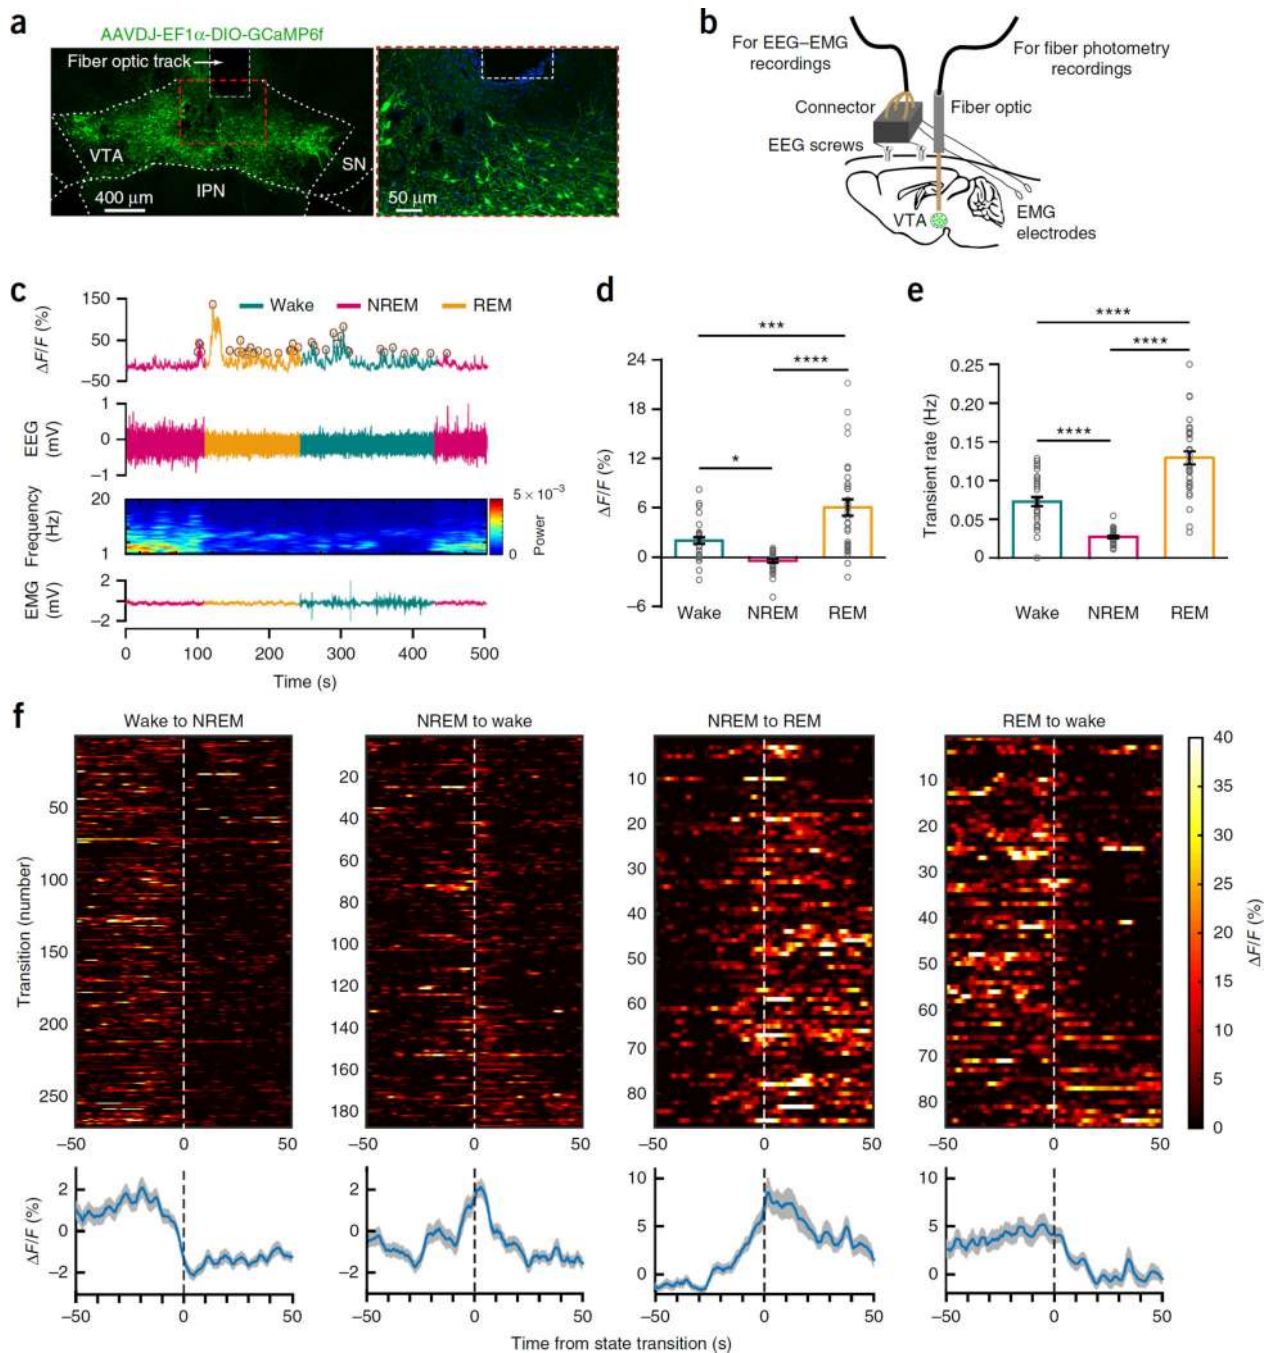 a
AAVDJ-EF1α-DIO-GCaMP6f
Fiber optic track
VTA
SN
IPN
400 μm
50 μm
b
For EEG–EMG
recordings
For fiber photometry
recordings
Connector
Fiber optic
EEG screws
VTA
EMG
electrodes
c
Wake
NREM
REM
150
50
−50
ΔF/F (%)
1
0
−1
EEG
(mV)
20
1
Frequency
(Hz)
5 × 10−3
0
Power
2
0
−2
EMG
(mV)
0 100 200 300 400 500
Time (s)
d
***
****
*
24
18
12
6
0
−6
ΔF/F (%)
Wake NREM REM
e
****
****
****
0.25
0.20
0.15
0.10
0.05
0
Transient rate (Hz)
Wake NREM REM
f
Wake to NREM
50
100
150
200
250
Transition (number)
−50 0 50
NREM to wake
20
40
60
80
100
120
140
160
180
−50 0 50
NREM to REM
10
20
30
40
50
60
70
80
−50 0 50
REM to wake
10
20
30
40
50
60
70
80
−50 0 50
40
35
30
25
20
15
10
5
0
ΔF/F (%)
2
0
−2
ΔF/F (%)
−50 0 50
2
0
−2
−50 0 50
10
5
0
−50 0 50
10
5
0
−50 0 50
Time from state transition (s)